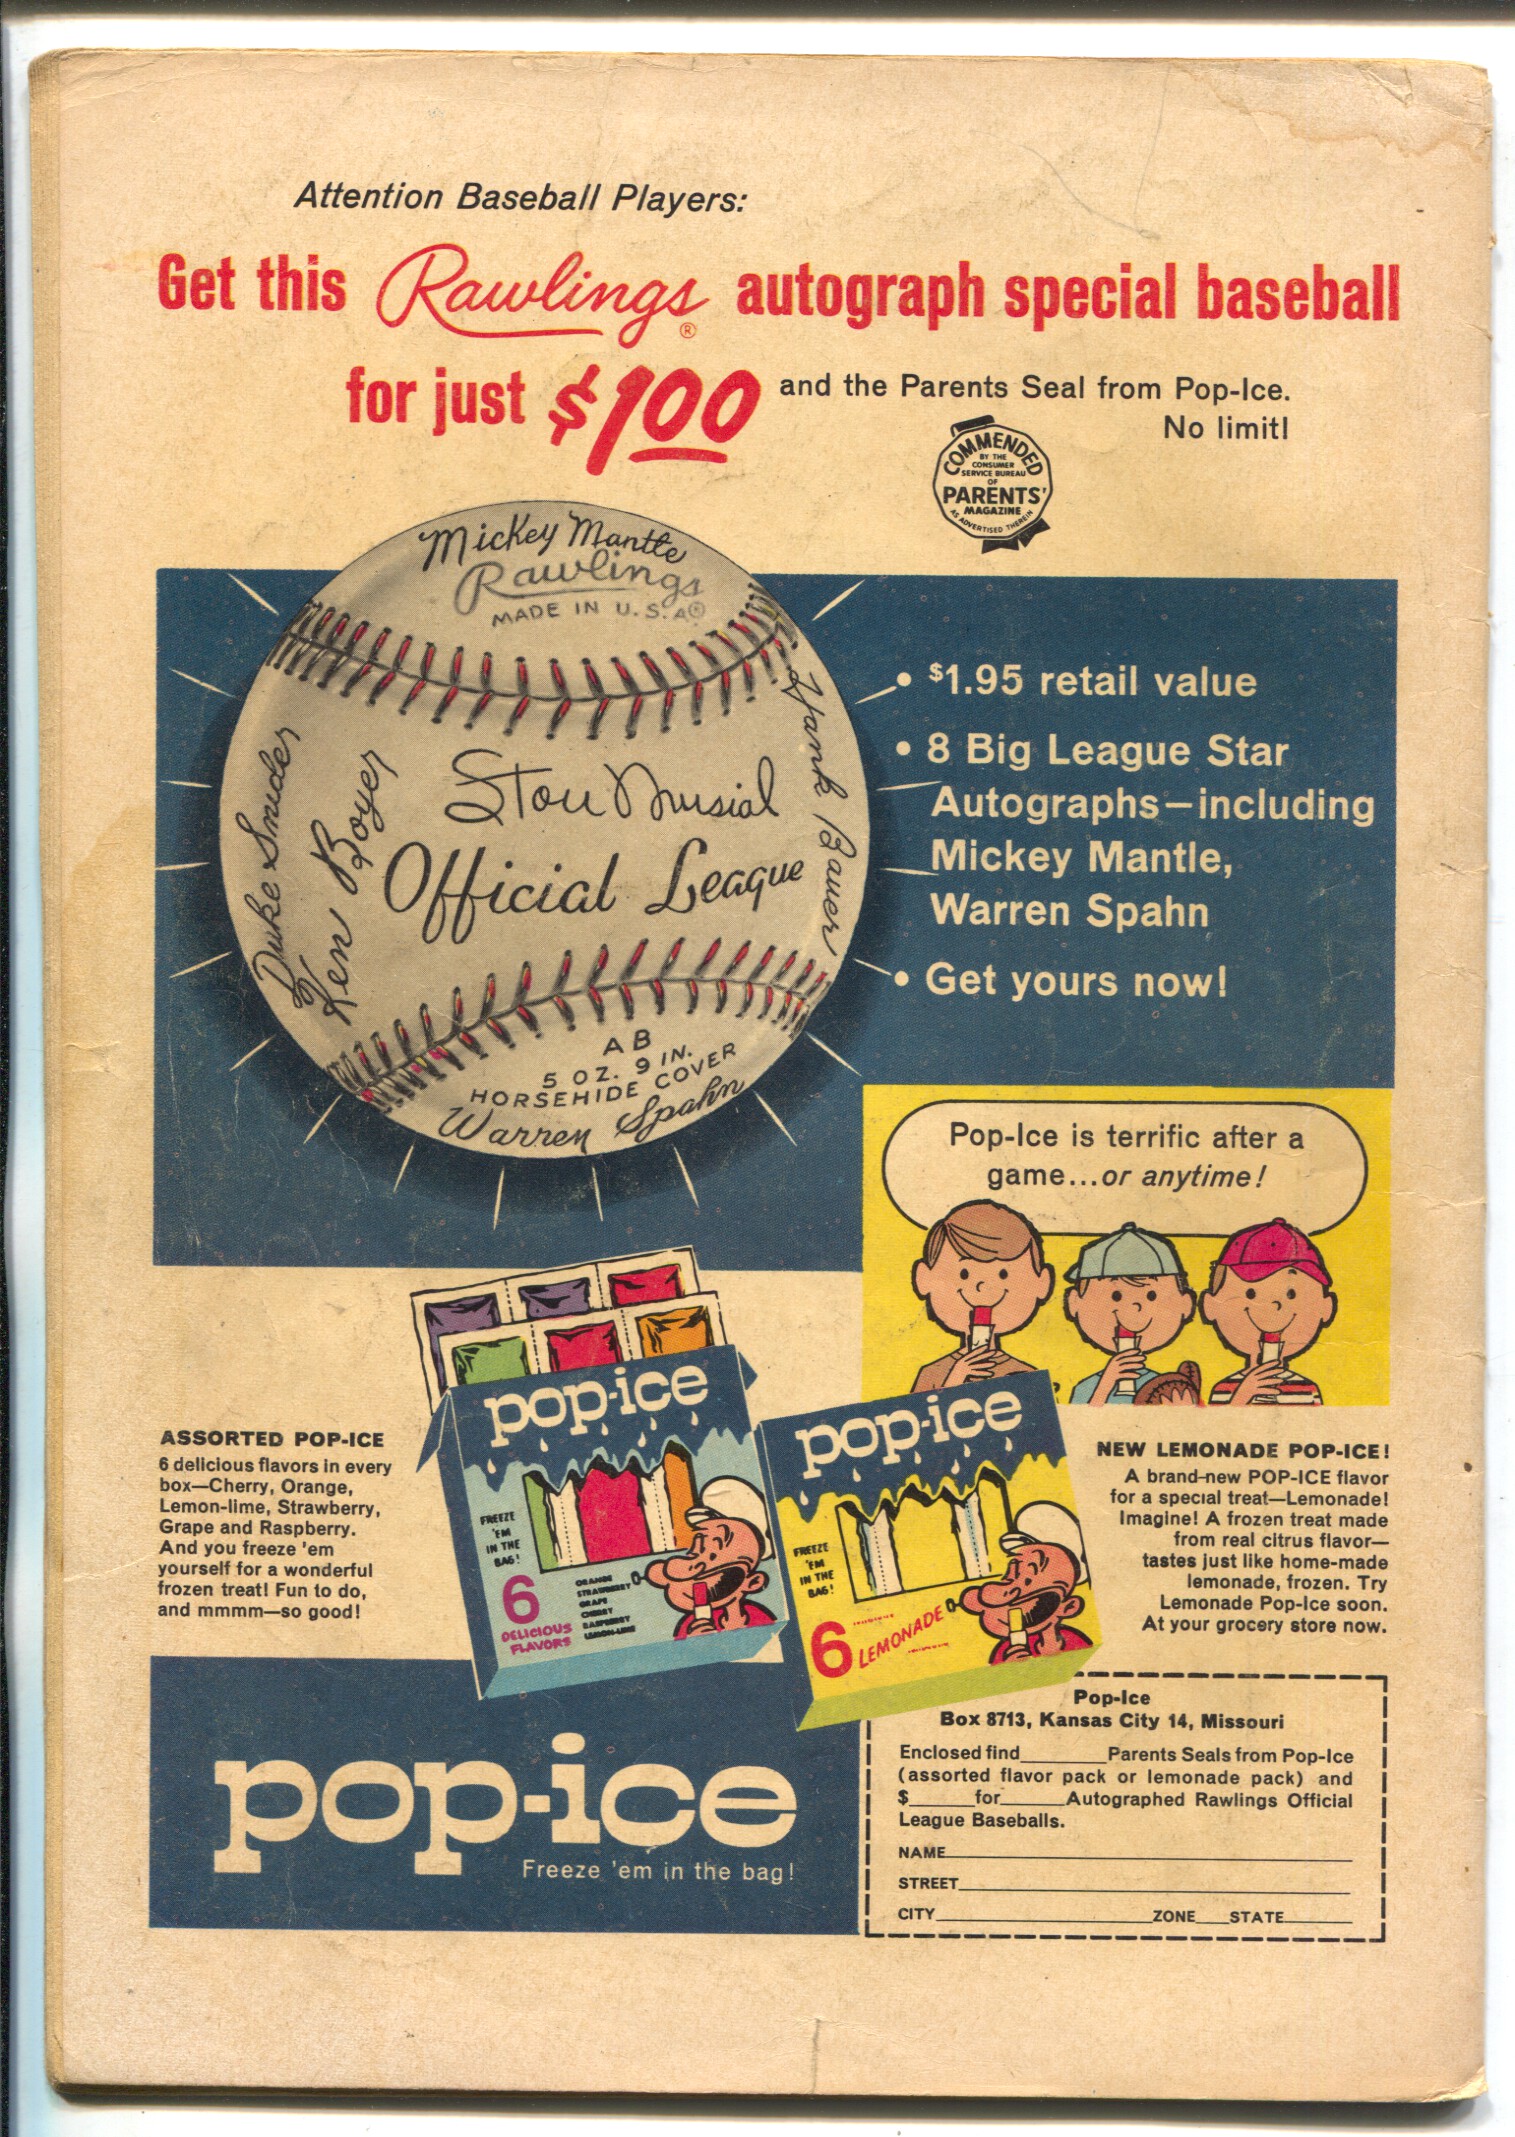 Attention Baseball Players:
Get this Rawlings® autograph special baseball
for just $1.00 and the Parents Seal from Pop-Ice.
No limit!
COMMENDED
BY THE
CONSUMER
SERVICE BUREAU
OF
PARENTS'
MAGAZINE
AS ADVERTISED THEREIN
Mickey Mantle
Rawlings
MADE IN U.S.A®
Duke Snider
Ken Boyer
Stan Musial
Hank Bauer
Official League
AB
5 OZ. 9 IN.
HORSEHIDE COVER
Warren Spahn
• $1.95 retail value
• 8 Big League Star
Autographs—including
Mickey Mantle,
Warren Spahn
• Get yours now!
Pop-Ice is terrific after a
game...or anytime!
ASSORTED POP-ICE
6 delicious flavors in every
box—Cherry, Orange,
Lemon-lime, Strawberry,
Grape and Raspberry.
And you freeze 'em
yourself for a wonderful
frozen treat! Fun to do,
and mmmm—so good!
pop-ice
FREEZE
'EM
IN THE
BAG!
6
DELICIOUS
FLAVORS
ORANGE
STRAWBERRY
GRAPE
CHERRY
RASPBERRY
LEMON-LIME
pop-ice
FREEZE
'EM
IN THE
BAG!
6 LEMONADE
NEW LEMONADE POP-ICE!
A brand-new POP-ICE flavor
for a special treat—Lemonade!
Imagine! A frozen treat made
from real citrus flavor—
tastes just like home-made
lemonade, frozen. Try
Lemonade Pop-Ice soon.
At your grocery store now.
pop-ice
Freeze 'em in the bag!
Pop-Ice
Box 8713, Kansas City 14, Missouri
Enclosed find________Parents Seals from Pop-Ice
(assorted flavor pack or lemonade pack) and
$______for______Autographed Rawlings Official
League Baseballs.
NAME
STREET
CITY ZONE STATE